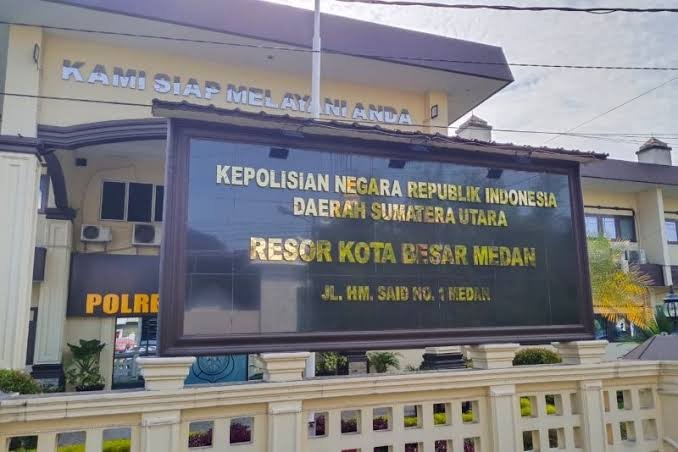 KAMI SIAP MELAYANI ANDA
KEPOLISIAN NEGARA REPUBLIK INDONESIA
DAERAH SUMATERA UTARA
RESOR KOTA BESAR MEDAN
JL. HM. SAID NO. 1 MEDAN
POLRE